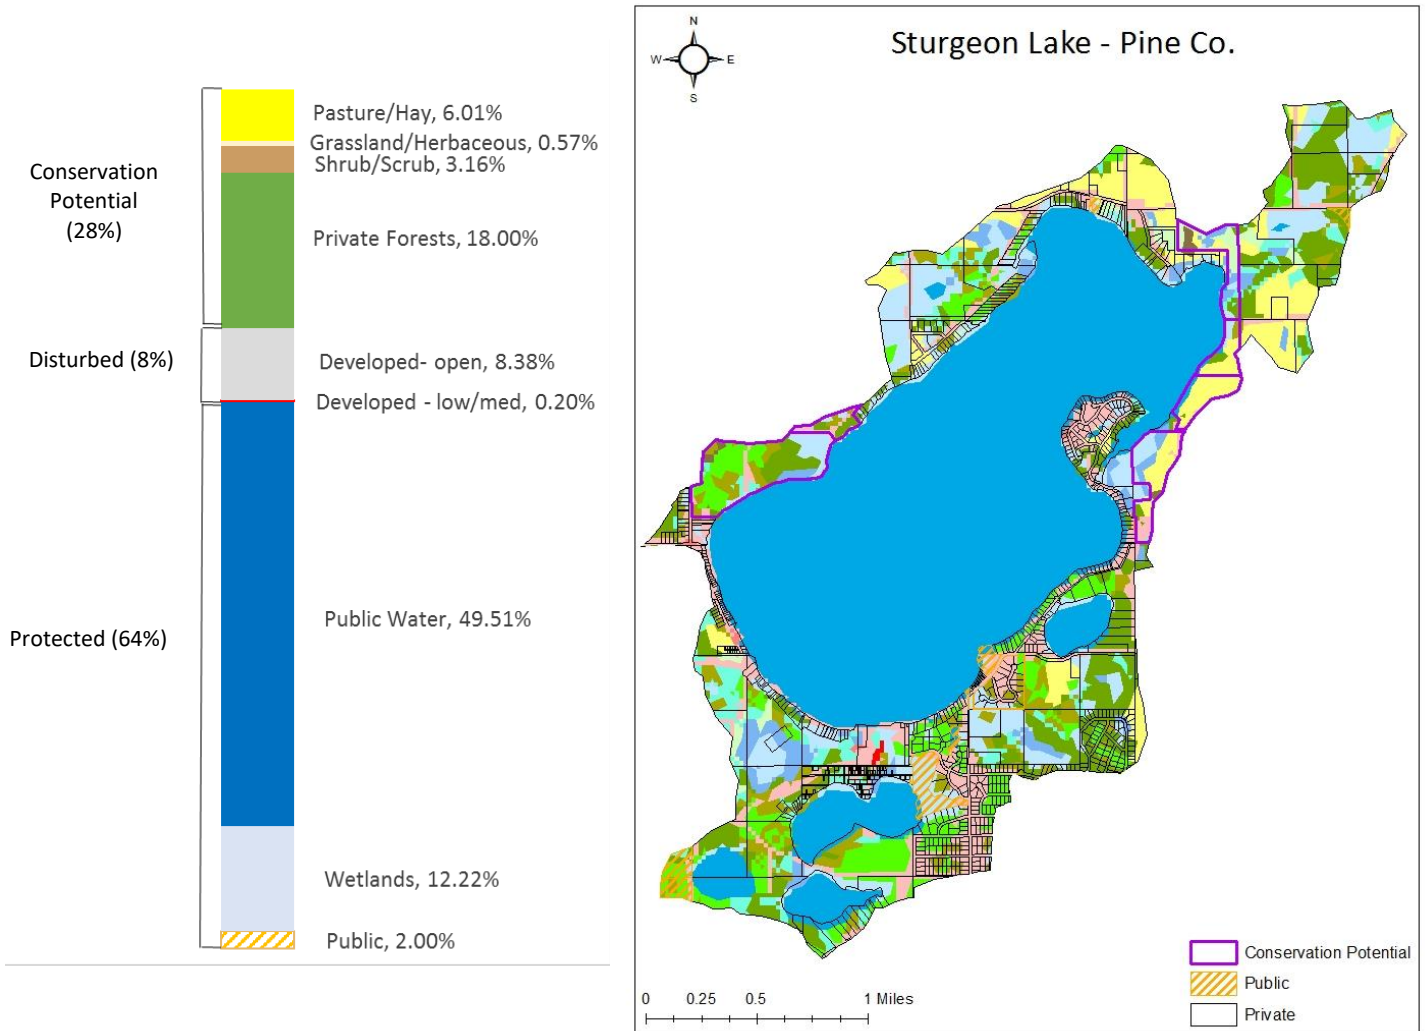 Pasture/Hay, 6.01%
Grassland/Herbaceous, 0.57%
Shrub/Scrub, 3.16%
Conservation
Potential
(28%)
Private Forests, 18.00%
Disturbed (8%)
Developed- open, 8.38%
Developed - low/med, 0.20%
Public Water, 49.51%
Protected (64%)
Wetlands, 12.22%
Public, 2.00%
Sturgeon Lake - Pine Co.
N
W
E
S
Conservation Potential
Public
Private
0 0.25 0.5 1 Miles